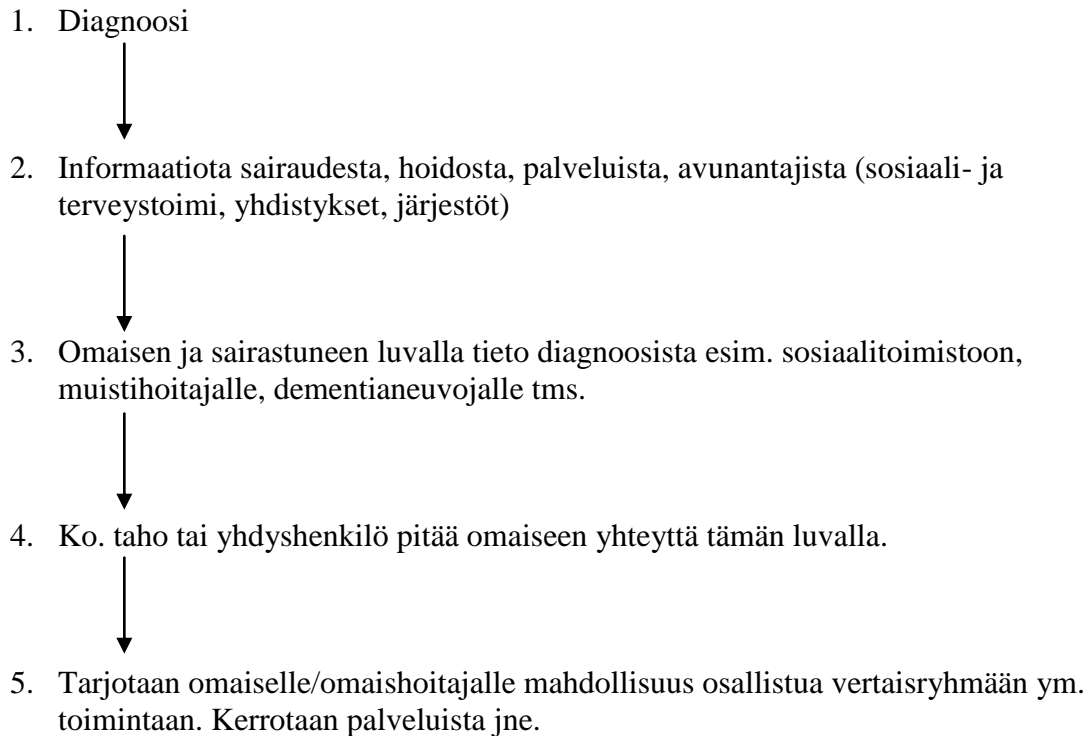 1. Diagnoosi
2. Informaatiota sairaudesta, hoidosta, palveluista, avunantajista (sosiaali- ja
terveystoimi, yhdistykset, järjestöt)
3. Omaisen ja sairastuneen luvalla tieto diagnoosista esim. sosiaalitoimistoon,
muistihoitajalle, dementianeuvojalle tms.
4. Ko. taho tai yhdyshenkilö pitää omaiseen yhteyttä tämän luvalla.
5. Tarjotaan omaiselle/omaishoitajalle mahdollisuus osallistua vertaisryhmään ym.
toimintaan. Kerrotaan palveluista jne.